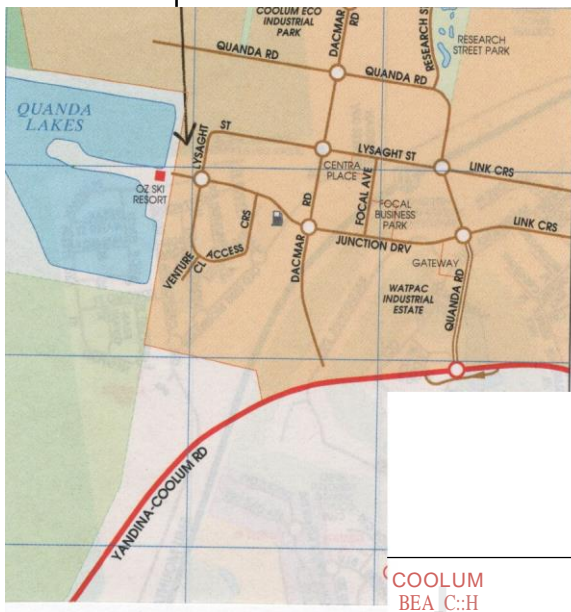 COOLUM ECO
INDUSTRIAL
PARK
DACMAR
RD
RESEARCH S
RESEARCH
STREET PARK
QUANDA RD
QUANDA RD
QUANDA
LAKES
LYSAGHT
ST
LYSAGHT ST
LINK CRS
CENTRA
PLACE
OZ SKI
RESORT
FOCAL AVE
FOCAL
BUSINESS
PARK
DACMAR
RD
CRS
ACCESS
VENTURE
CL
JUNCTION DRV
LINK CRS
GATEWAY
WATPAC
INDUSTRIAL
ESTATE
QUANDA RD
YANDINA-COOLUM RD
COOLUM
BEA C::H